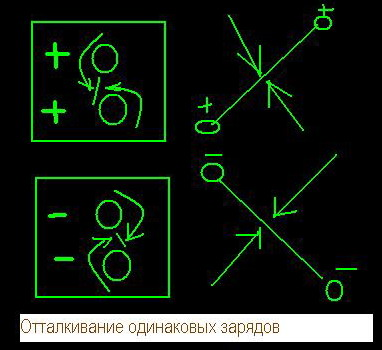 +
+
o+
o+
-
-
o-
o-
Отталкивание одинаковых зарядов